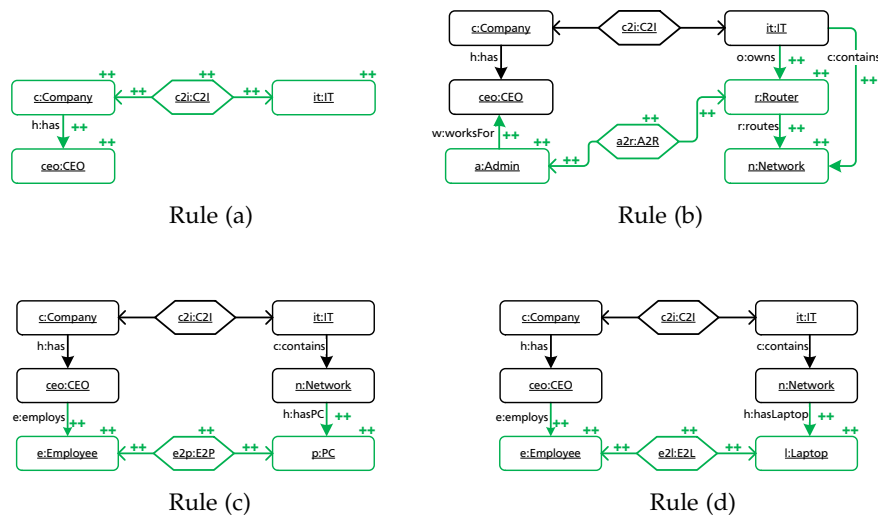 c:Company
c2i:C2I
it:IT
++
++
++
++
++
h:has
++
ceo:CEO
++
Rule (a)
c:Company
c2i:C2I
it:IT
h:has
o:owns
++
c:contains
++
ceo:CEO
r:Router
++
w:worksFor
++
a2r:A2R
++
++
++
r:routes
++
a:Admin
++
n:Network
++
Rule (b)
c:Company
c2i:C2I
it:IT
h:has
c:contains
ceo:CEO
n:Network
e:employs
++
h:hasPC
++
e:Employee
++
e2p:E2P
++
++
++
p:PC
++
Rule (c)
c:Company
c2i:C2I
it:IT
h:has
c:contains
ceo:CEO
n:Network
e:employs
++
h:hasLaptop
++
e:Employee
++
e2l:E2L
++
++
++
l:Laptop
++
Rule (d)